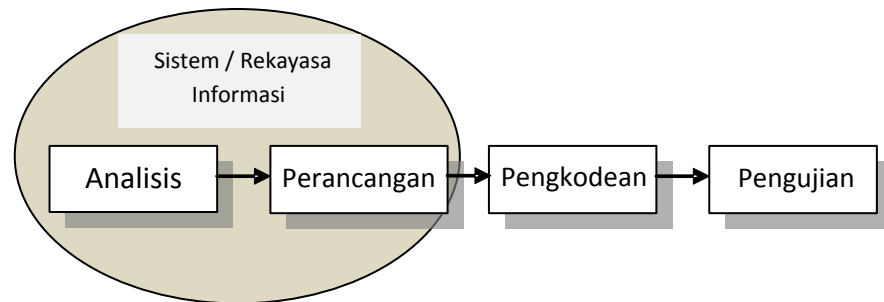 Sistem / Rekayasa
Informasi
Analisis
Perancangan
Pengkodean
Pengujian